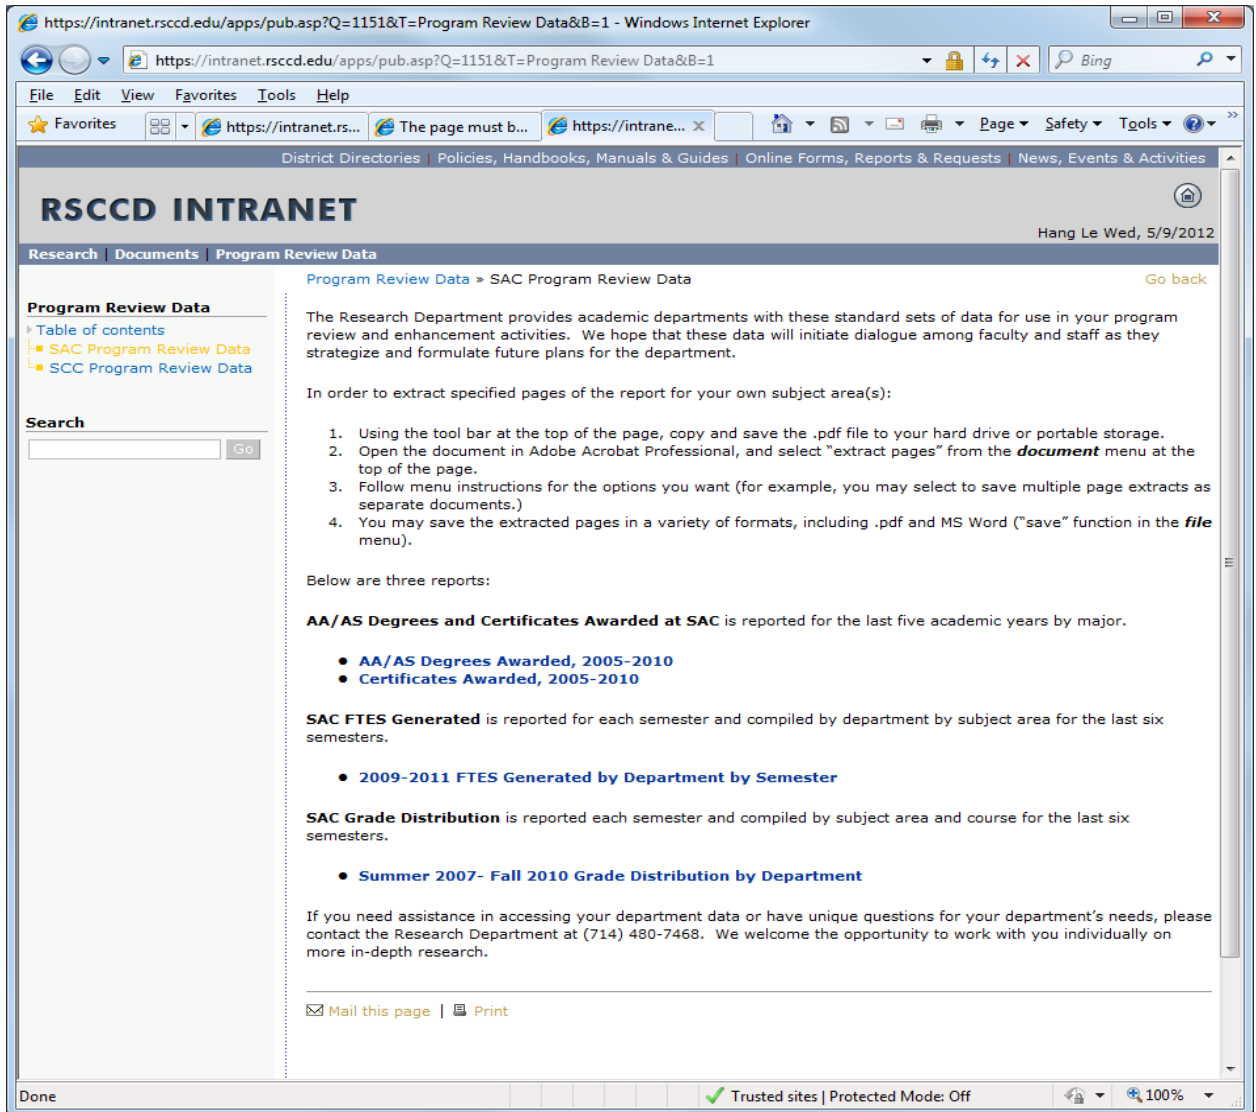 https://intranet.rsccd.edu/apps/pub.asp?Q=1151&T=Program Review Data&B=1 - Windows Internet Explorer
https://intranet.rsccd.edu/apps/pub.asp?Q=1151&T=Program Review Data&B=1
Bing
File Edit View Favorites Tools Help
Favorites https://intranet.rs... The page must b... https://intrane... Page Safety Tools
District Directories | Policies, Handbooks, Manuals & Guides | Online Forms, Reports & Requests | News, Events & Activities
RSCCD INTRANET
Hang Le Wed, 5/9/2012
Research | Documents | Program Review Data
Program Review Data » SAC Program Review Data Go back
Program Review Data
Table of contents
SAC Program Review Data
SCC Program Review Data
Search
Go
The Research Department provides academic departments with these standard sets of data for use in your program
review and enhancement activities. We hope that these data will initiate dialogue among faculty and staff as they
strategize and formulate future plans for the department.
In order to extract specified pages of the report for your own subject area(s):
1. Using the tool bar at the top of the page, copy and save the .pdf file to your hard drive or portable storage.
2. Open the document in Adobe Acrobat Professional, and select “extract pages” from the document menu at the
top of the page.
3. Follow menu instructions for the options you want (for example, you may select to save multiple page extracts as
separate documents.)
4. You may save the extracted pages in a variety of formats, including .pdf and MS Word (“save” function in the file
menu).
Below are three reports:
AA/AS Degrees and Certificates Awarded at SAC is reported for the last five academic years by major.
• AA/AS Degrees Awarded, 2005-2010
• Certificates Awarded, 2005-2010
SAC FTES Generated is reported for each semester and compiled by department by subject area for the last six
semesters.
• 2009-2011 FTES Generated by Department by Semester
SAC Grade Distribution is reported each semester and compiled by subject area and course for the last six
semesters.
• Summer 2007- Fall 2010 Grade Distribution by Department
If you need assistance in accessing your department data or have unique questions for your department’s needs, please
contact the Research Department at (714) 480-7468. We welcome the opportunity to work with you individually on
more in-depth research.
Mail this page | Print
Done Trusted sites | Protected Mode: Off 100%